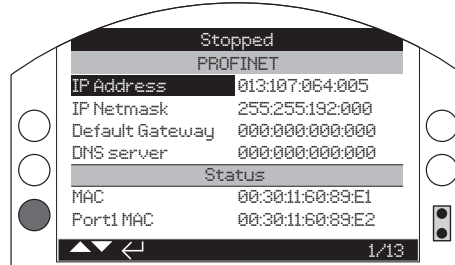 Stopped
PROFINET
IP Address 013:107:064:005
IP Netmask 255:255:192:000
Default Gateway 000:000:000:000
DNS server 000:000:000:000
Status
MAC 00:30:11:60:89:E1
Port1 MAC 00:30:11:60:89:E2
1/13